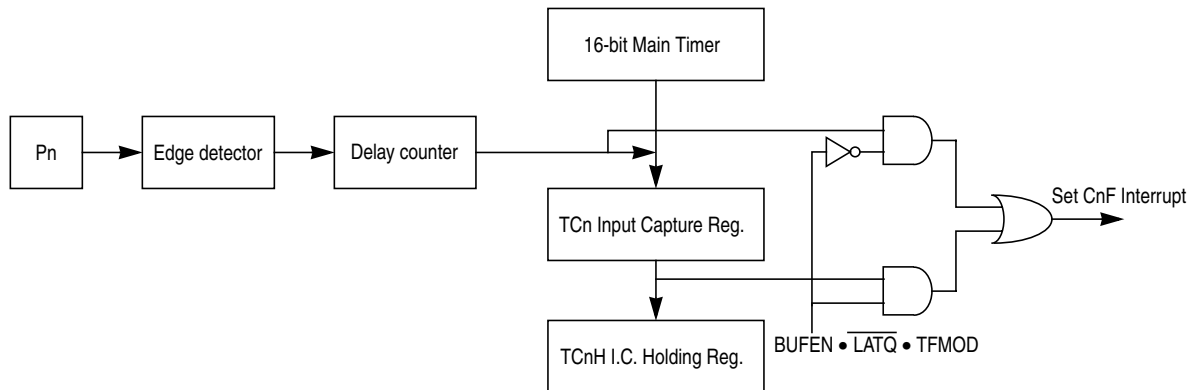 16-bit Main Timer
Pn
Edge detector
Delay counter
Set CnF Interrupt
TCn Input Capture Reg.
TCnH I.C. Holding Reg.
BUFEN • L̅A̅T̅Q̅ • TFMOD